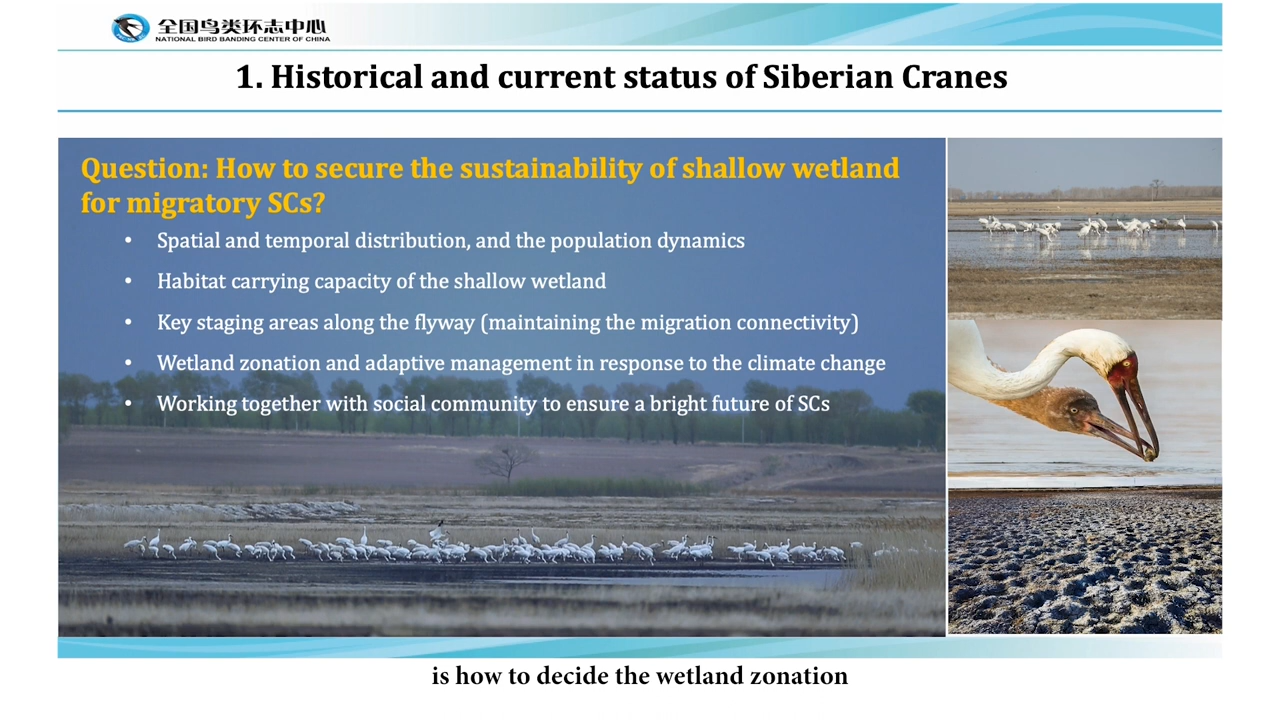 全国鸟类环志中心
NATIONAL BIRD BANDING CENTER OF CHINA
1. Historical and current status of Siberian Cranes
Question: How to secure the sustainability of shallow wetland
for migratory SCs?
• Spatial and temporal distribution, and the population dynamics
• Habitat carrying capacity of the shallow wetland
• Key staging areas along the flyway (maintaining the migration connectivity)
• Wetland zonation and adaptive management in response to the climate change
• Working together with social community to ensure a bright future of SCs
is how to decide the wetland zonation